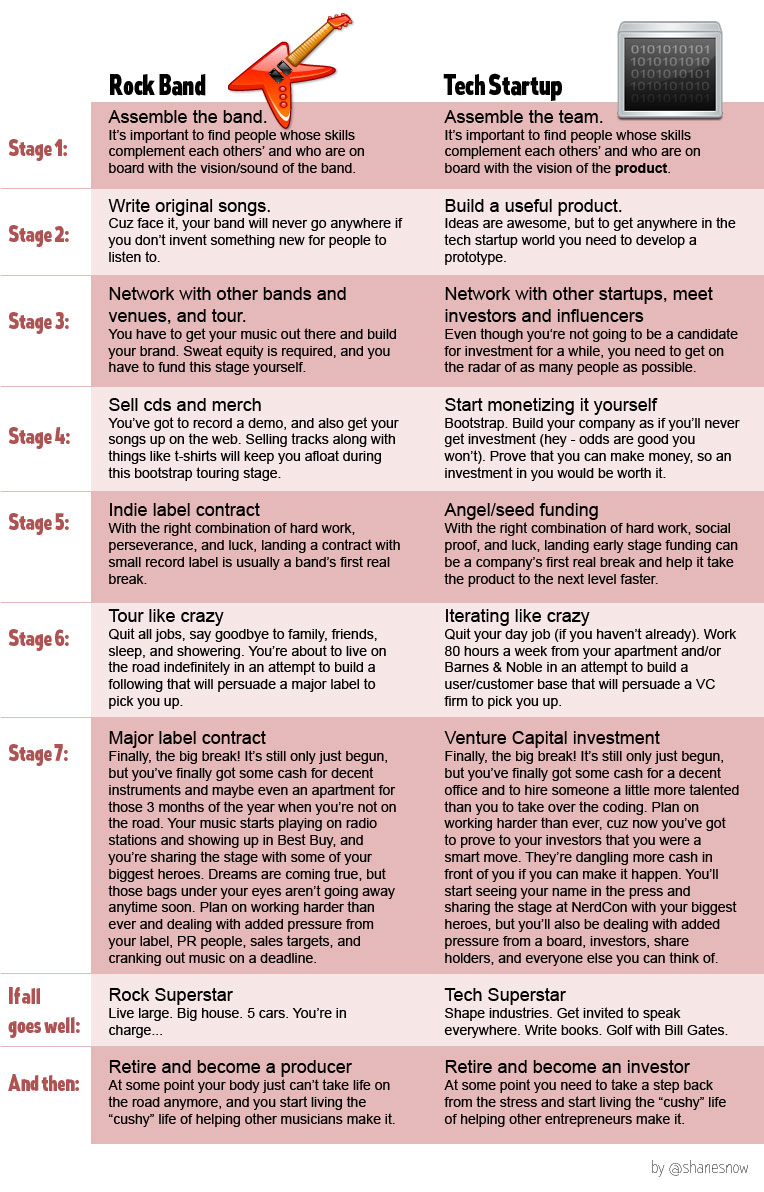 Rock Band
Tech Startup
0101010101
1010101010
0101010101
1010101010
0101010101
Stage 1:
Assemble the band.
It's important to find people whose skills
complement each others' and who are on
board with the vision/sound of the band.
Assemble the team.
It's important to find people whose skills
complement each others' and who are on
board with the vision of the product.
Stage 2:
Write original songs.
Cuz face it, your band will never go anywhere if
you don't invent something new for people to
listen to.
Build a useful product.
Ideas are awesome, but to get anywhere in the
tech startup world you need to develop a
prototype.
Stage 3:
Network with other bands and
venues, and tour.
You have to get your music out there and build
your brand. Sweat equity is required, and you
have to fund this stage yourself.
Network with other startups, meet
investors and influencers
Even though you're not going to be a candidate
for investment for a while, you need to get on
the radar of as many people as possible.
Stage 4:
Sell cds and merch
You've got to record a demo, and also get your
songs up on the web. Selling tracks along with
things like t-shirts will keep you afloat during
this bootstrap touring stage.
Start monetizing it yourself
Bootstrap. Build your company as if you'll never
get investment (hey - odds are good you
won't). Prove that you can make money, so an
investment in you would be worth it.
Stage 5:
Indie label contract
With the right combination of hard work,
perseverance, and luck, landing a contract with
small record label is usually a band's first real
break.
Angel/seed funding
With the right combination of hard work, social
proof, and luck, landing early stage funding can
be a company's first real break and help it take
the product to the next level faster.
Stage 6:
Tour like crazy
Quit all jobs, say goodbye to family, friends,
sleep, and showering. You're about to live on
the road indefinitely in an attempt to build a
following that will persuade a major label to
pick you up.
Iterating like crazy
Quit your day job (if you haven't already). Work
80 hours a week from your apartment and/or
Barnes & Noble in an attempt to build a
user/customer base that will persuade a VC
firm to pick you up.
Stage 7:
Major label contract
Finally, the big break! It's still only just begun,
but you've finally got some cash for decent
instruments and maybe even an apartment for
those 3 months of the year when you're not on
the road. Your music starts playing on radio
stations and showing up in Best Buy, and
you're sharing the stage with some of your
biggest heroes. Dreams are coming true, but
those bags under your eyes aren't going away
anytime soon. Plan on working harder than
ever and dealing with added pressure from
your label, PR people, sales targets, and
cranking out music on a deadline.
Venture Capital investment
Finally, the big break! It's still only just begun,
but you've finally got some cash for a decent
office and to hire someone a little more talented
than you to take over the coding. Plan on
working harder than ever, cuz now you've got
to prove to your investors that you were a
smart move. They're dangling more cash in
front of you if you can make it happen. You'll
start seeing your name in the press and
sharing the stage at NerdCon with your biggest
heroes, but you'll also be dealing with added
pressure from a board, investors, share
holders, and everyone else you can think of.
If all
goes well:
Rock Superstar
Live large. Big house. 5 cars. You're in
charge...
Tech Superstar
Shape industries. Get invited to speak
everywhere. Write books. Golf with Bill Gates.
And then:
Retire and become a producer
At some point your body just can't take life on
the road anymore, and you start living the
"cushy" life of helping other musicians make it.
Retire and become an investor
At some point you need to take a step back
from the stress and start living the "cushy" life
of helping other entrepreneurs make it.
by @shanesnow